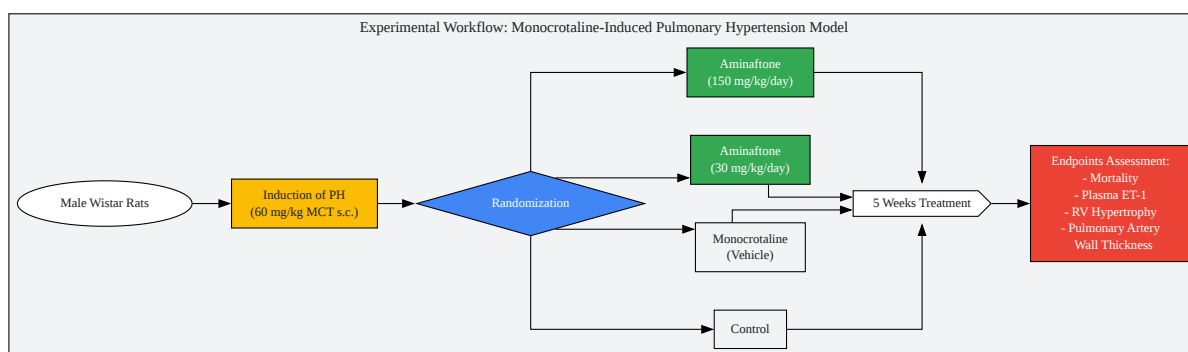 Experimental Workflow: Monocrotaline-Induced Pulmonary Hypertension Model
Male Wistar Rats
Induction of PH
(60 mg/kg MCT s.c.)
Randomization
Aminaftone
(150 mg/kg/day)
Aminaftone
(30 mg/kg/day)
Monocrotaline
(Vehicle)
Control
5 Weeks Treatment
Endpoints Assessment:
- Mortality
- Plasma ET-1
- RV Hypertrophy
- Pulmonary Artery
Wall Thickness